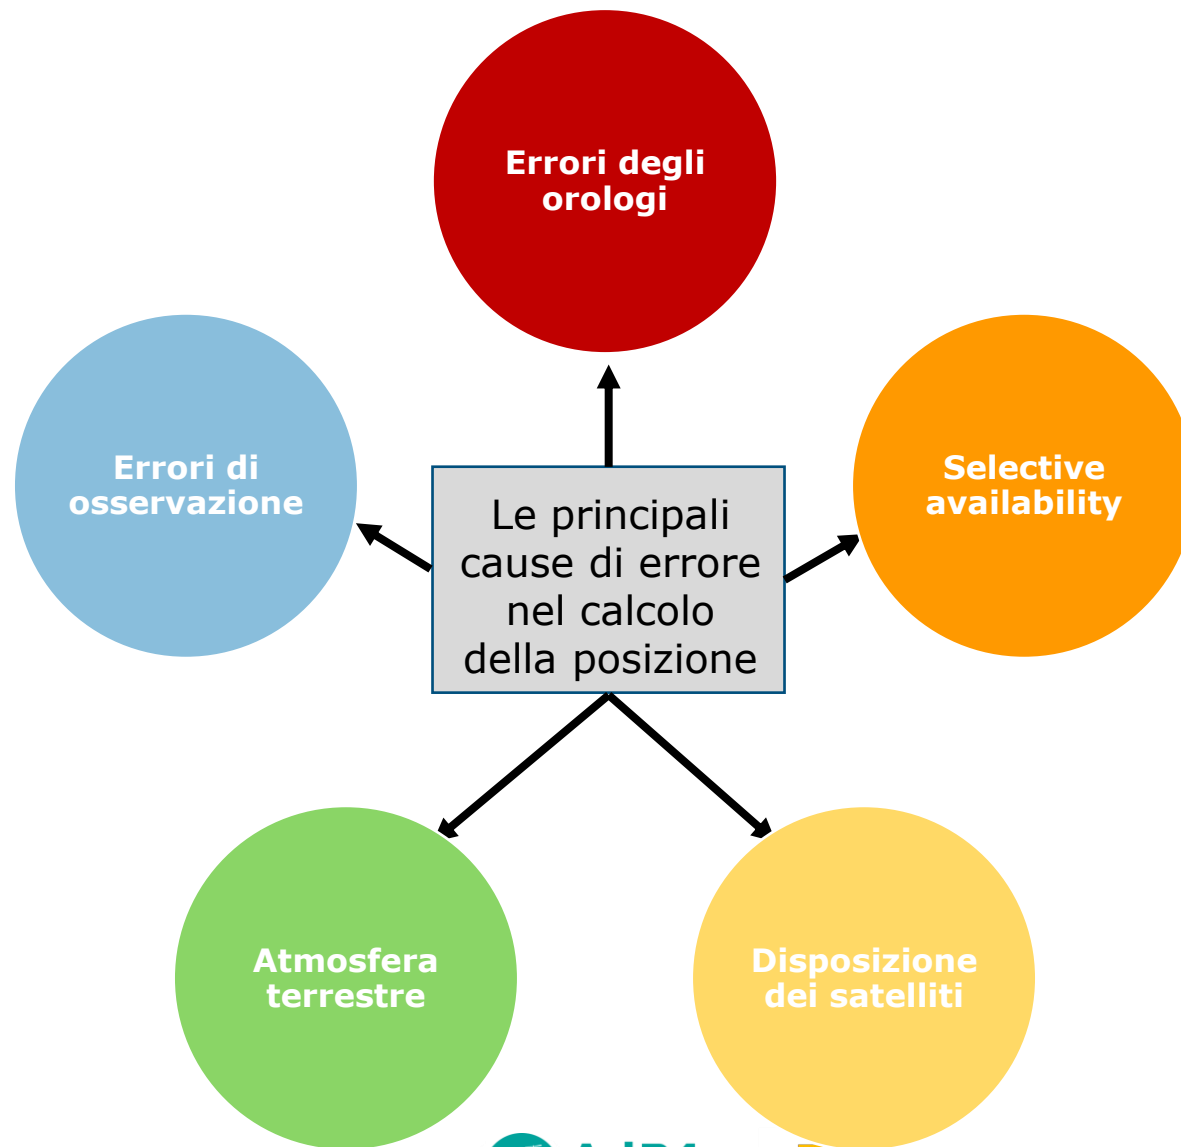 Errori degli
orologi
Errori di
osservazione
Selective
availability
Le principali
cause di errore
nel calcolo
della posizione
Atmosfera
terrestre
Disposizione
dei satelliti